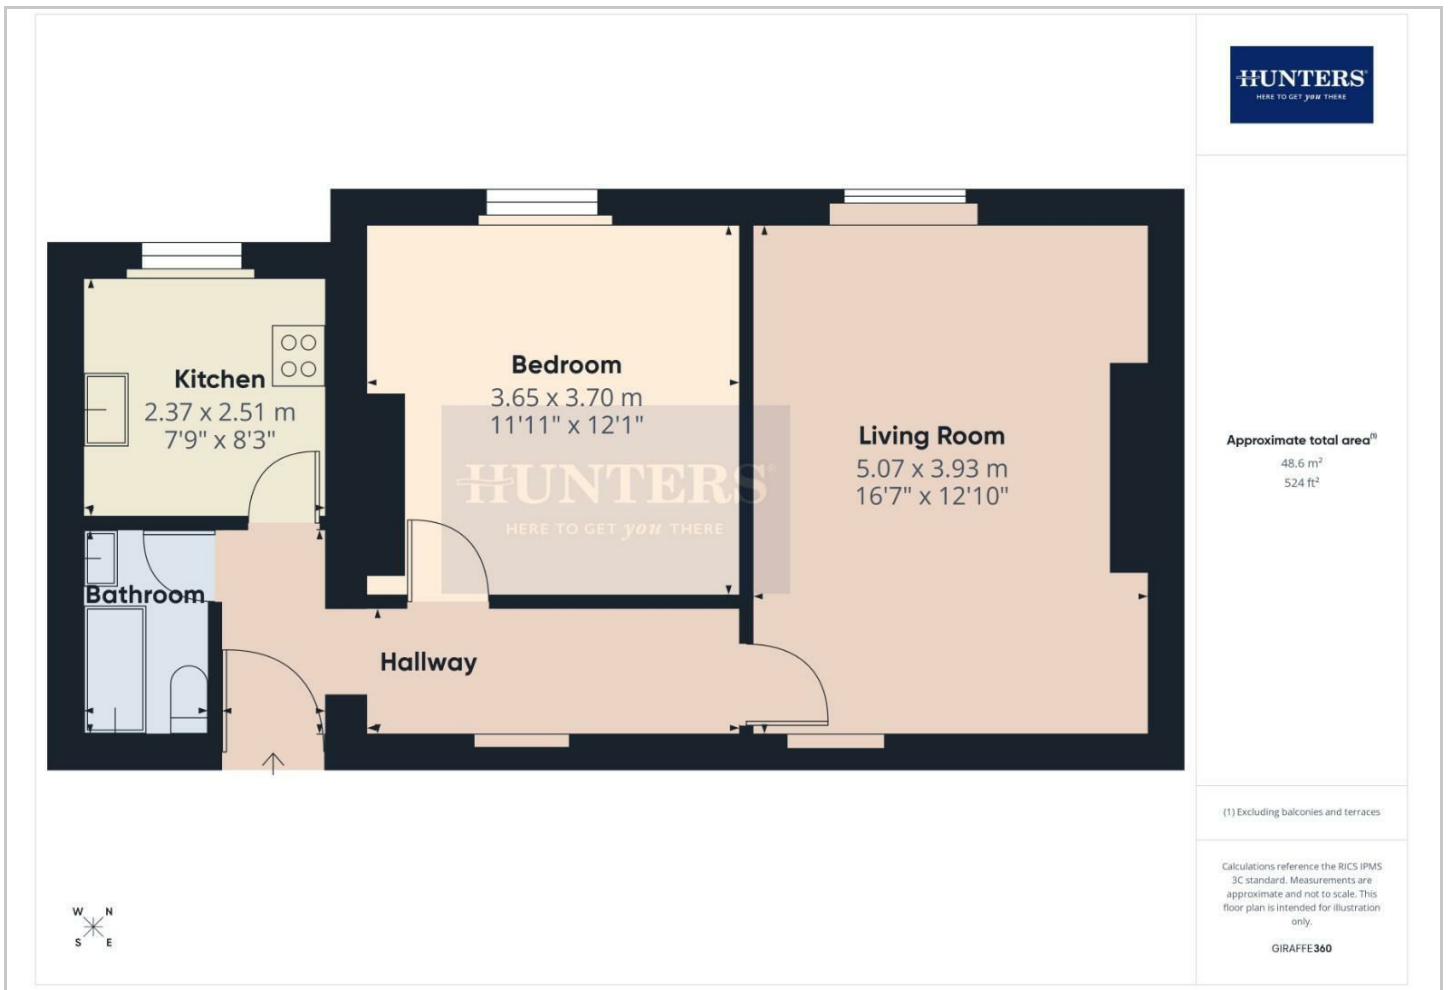 HUNTERS®
HERE TO GET you THERE
Kitchen
2.37 x 2.51 m
7'9" x 8'3"
Bedroom
3.65 x 3.70 m
11'11" x 12'1"
Living Room
5.07 x 3.93 m
16'7" x 12'10"
HUNTERS®
HERE TO GET you THERE
Bathroom
Hallway
Approximate total area(1)
48.6 m²
524 ft²
(1) Excluding balconies and terraces
Calculations reference the RICS IPMS
3C standard. Measurements are
approximate and not to scale. This
floor plan is intended for illustration
only.
GIRAFFE360
W N
S E